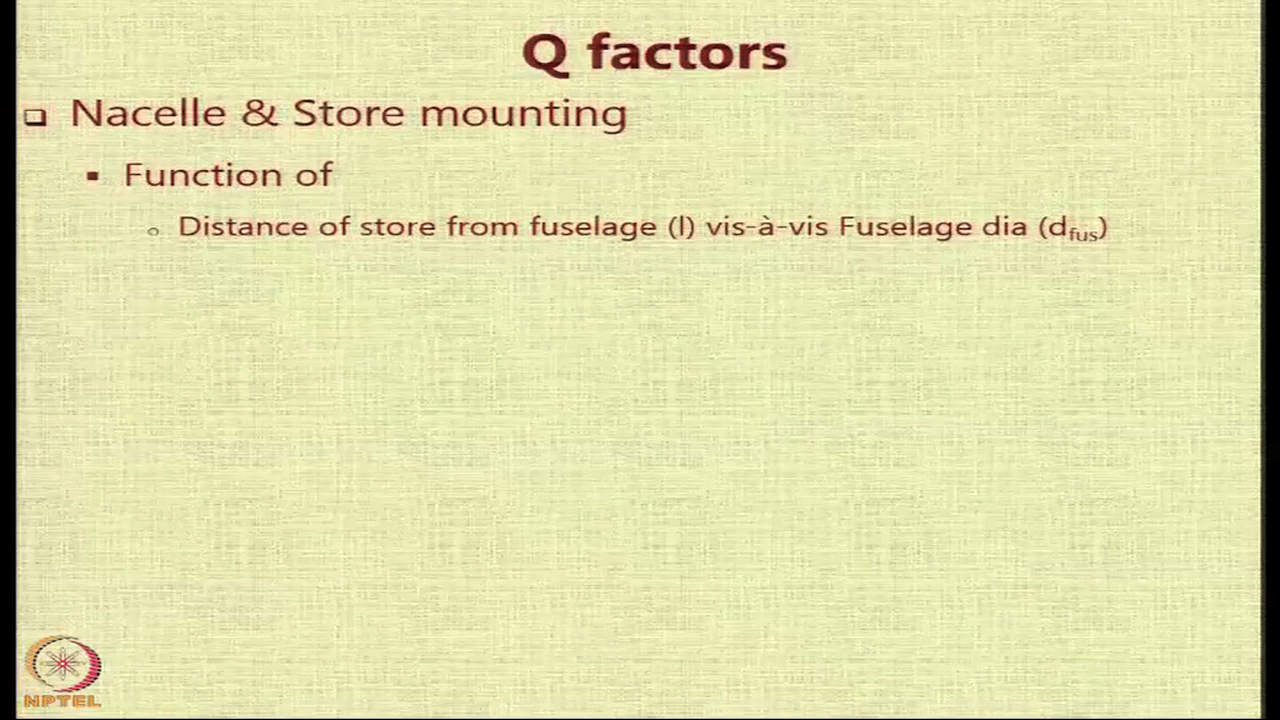 Q factors
Nacelle & Store mounting
Function of
Distance of store from fuselage (l) vis-à-vis Fuselage dia (dfus)
NPTEL